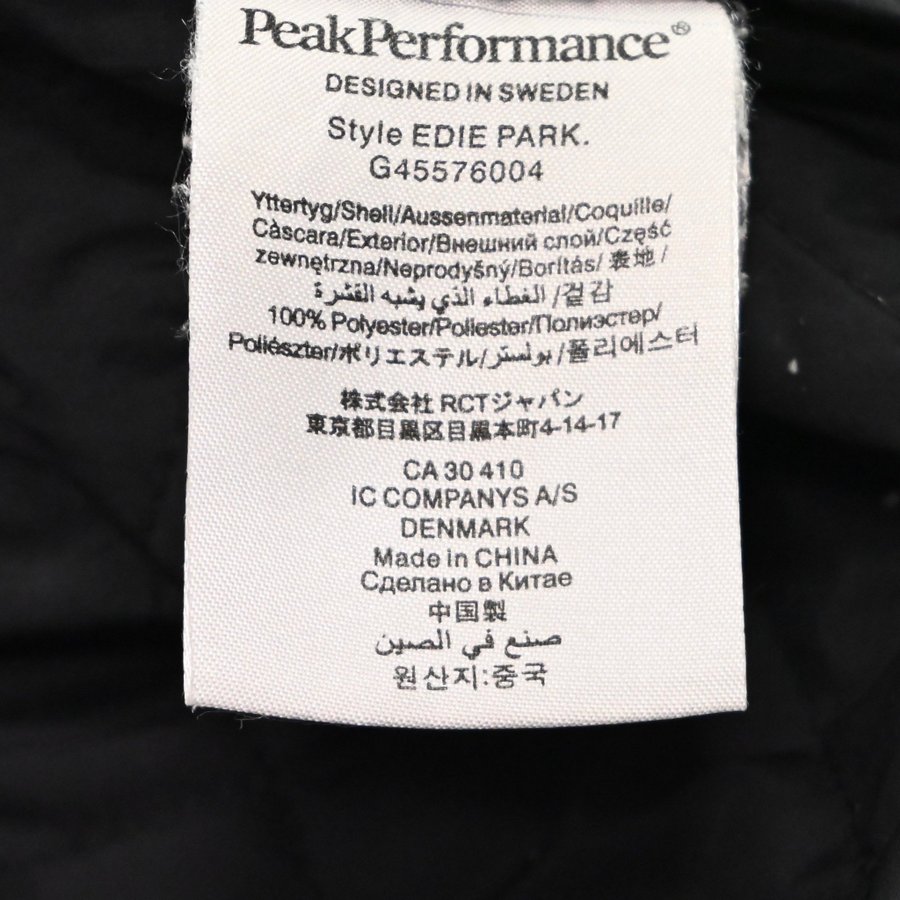 PeakPerformance®
DESIGNED IN SWEDEN
Style EDIE PARK.
G45576004
Yttertyg/Shell/Aussenmaterial/Coquille/
Càscara/Exterior/Внешний слой/Część
zewnętrzna/Neprodyšný/Borítás/ 表地 /
겉감/ الغطاء الذي يشبه القشرة
100% Polyester/Poliester/Полиэстер/
Poliészter/ポリエステル/بولستر/폴리에스터
株式会社 RCTジャパン
東京都目黒区目黒本町4-14-17
CA 30 410
IC COMPANYS A/S
DENMARK
Made in CHINA
Сделано в Китае
中国製
صنع في الصين
원산지:중국